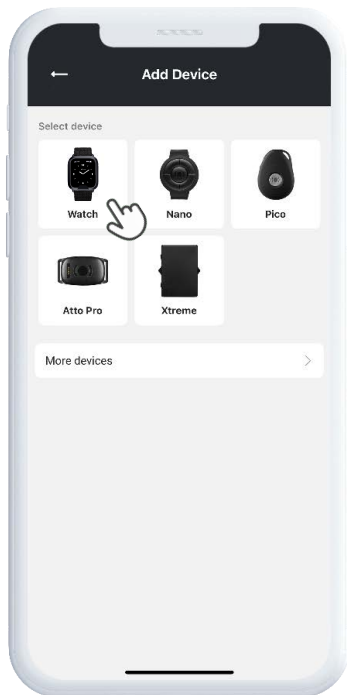 Add Device
Select device
Watch
Nano
Pico
Atto Pro
Xtreme
More devices